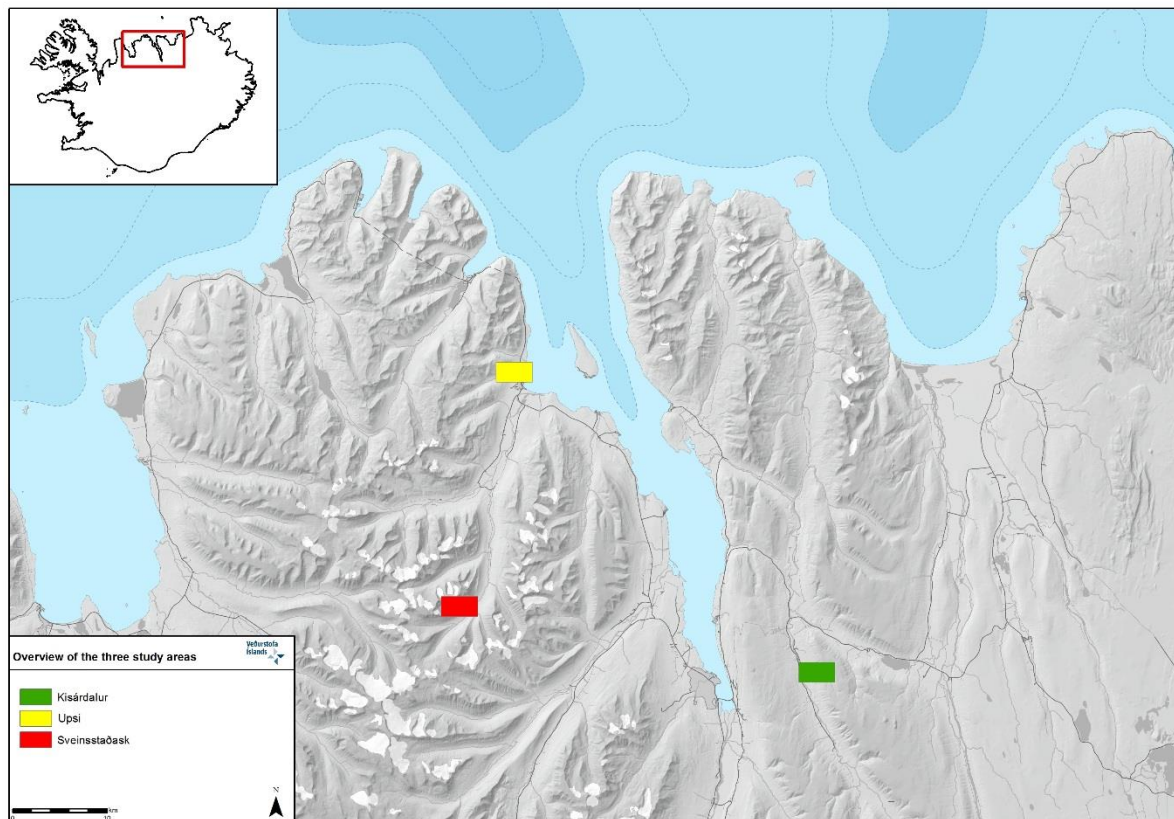 Overview of the three study areas
Veðurstofa
Íslands
Kisárdalur
Upsi
Sveinsstaðask
km
0
10
N